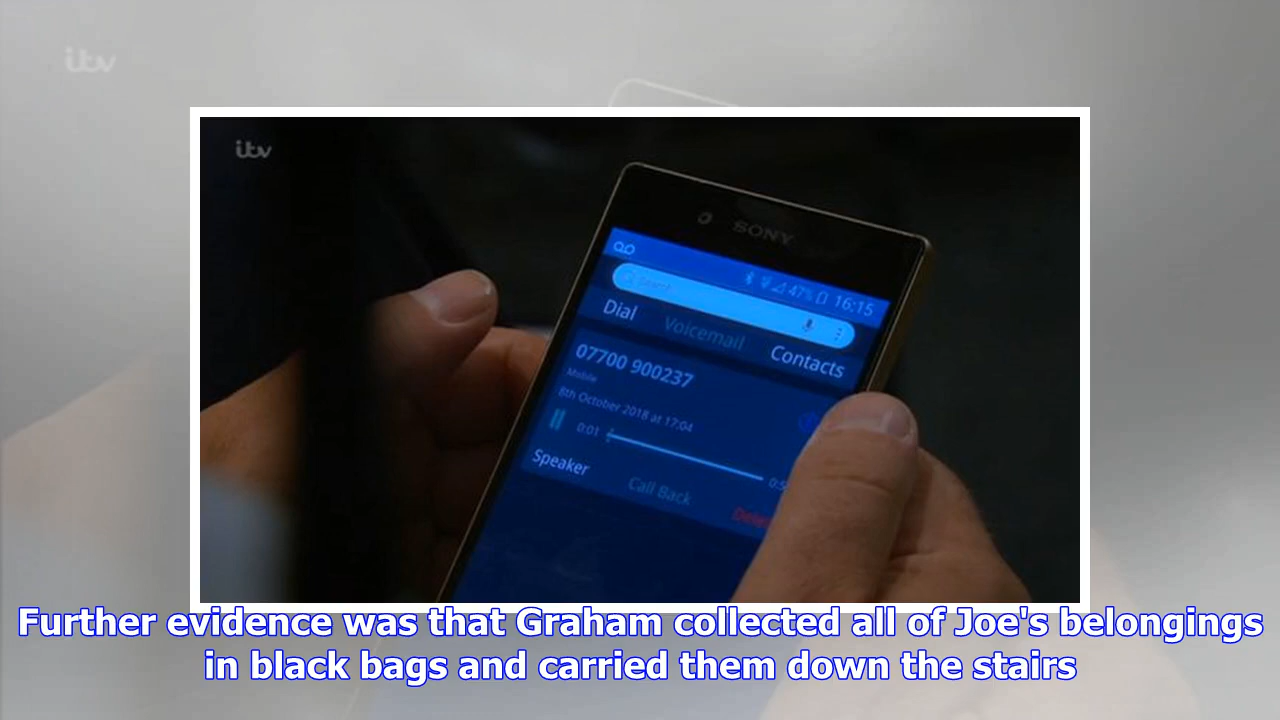 itv
itv
SONY
47% 16:15
Dial Voicemail Contacts
07700 900237
Mobile
8th October 2018 at 17:04
0:01
Speaker
Call Back
Further evidence was that Graham collected all of Joe's belongings
in black bags and carried them down the stairs